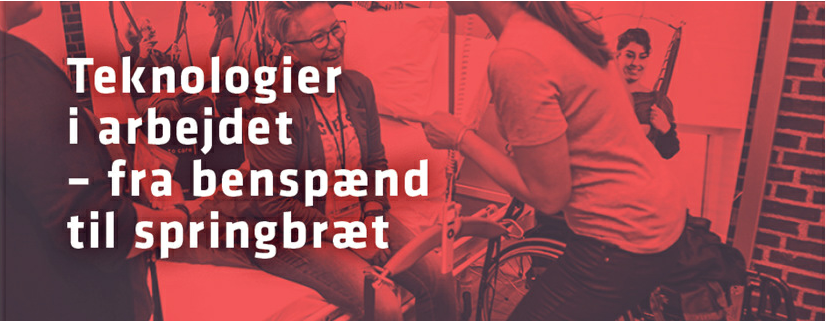 Teknologier
i arbejdet
– fra benspænd
til springbræt